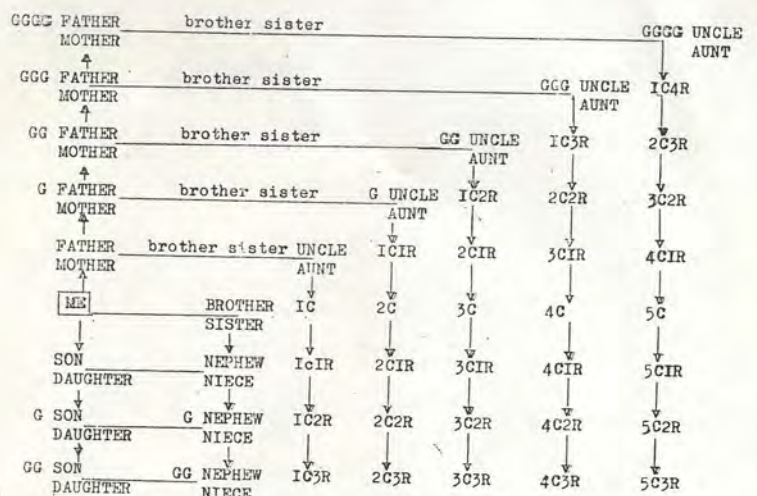 GGGG FATHER brother sister GGGG UNCLE
MOTHER AUNT
GGG FATHER brother sister GGG UNCLE IC4R
MOTHER AUNT
GG FATHER brother sister GG UNCLE IC3R 2C3R
MOTHER AUNT
G FATHER brother sister G UNCLE IC2R 2C2R 3C2R
MOTHER AUNT
FATHER brother sister UNCLE ICIR 2CIR 3CIR 4CIR
MOTHER AUNT
ME BROTHER IC 2C 3C 4C 5C
SISTER
SON NEPHEW IcIR 2CIR 3CIR 4CIR 5CIR
DAUGHTER NIECE
G SON G NEPHEW IC2R 2C2R 3C2R 4C2R 5C2R
DAUGHTER NIECE
GG SON GG NEPHEW IC3R 2C3R 3C3R 4C3R 5C3R
DAUGHTER NIECE